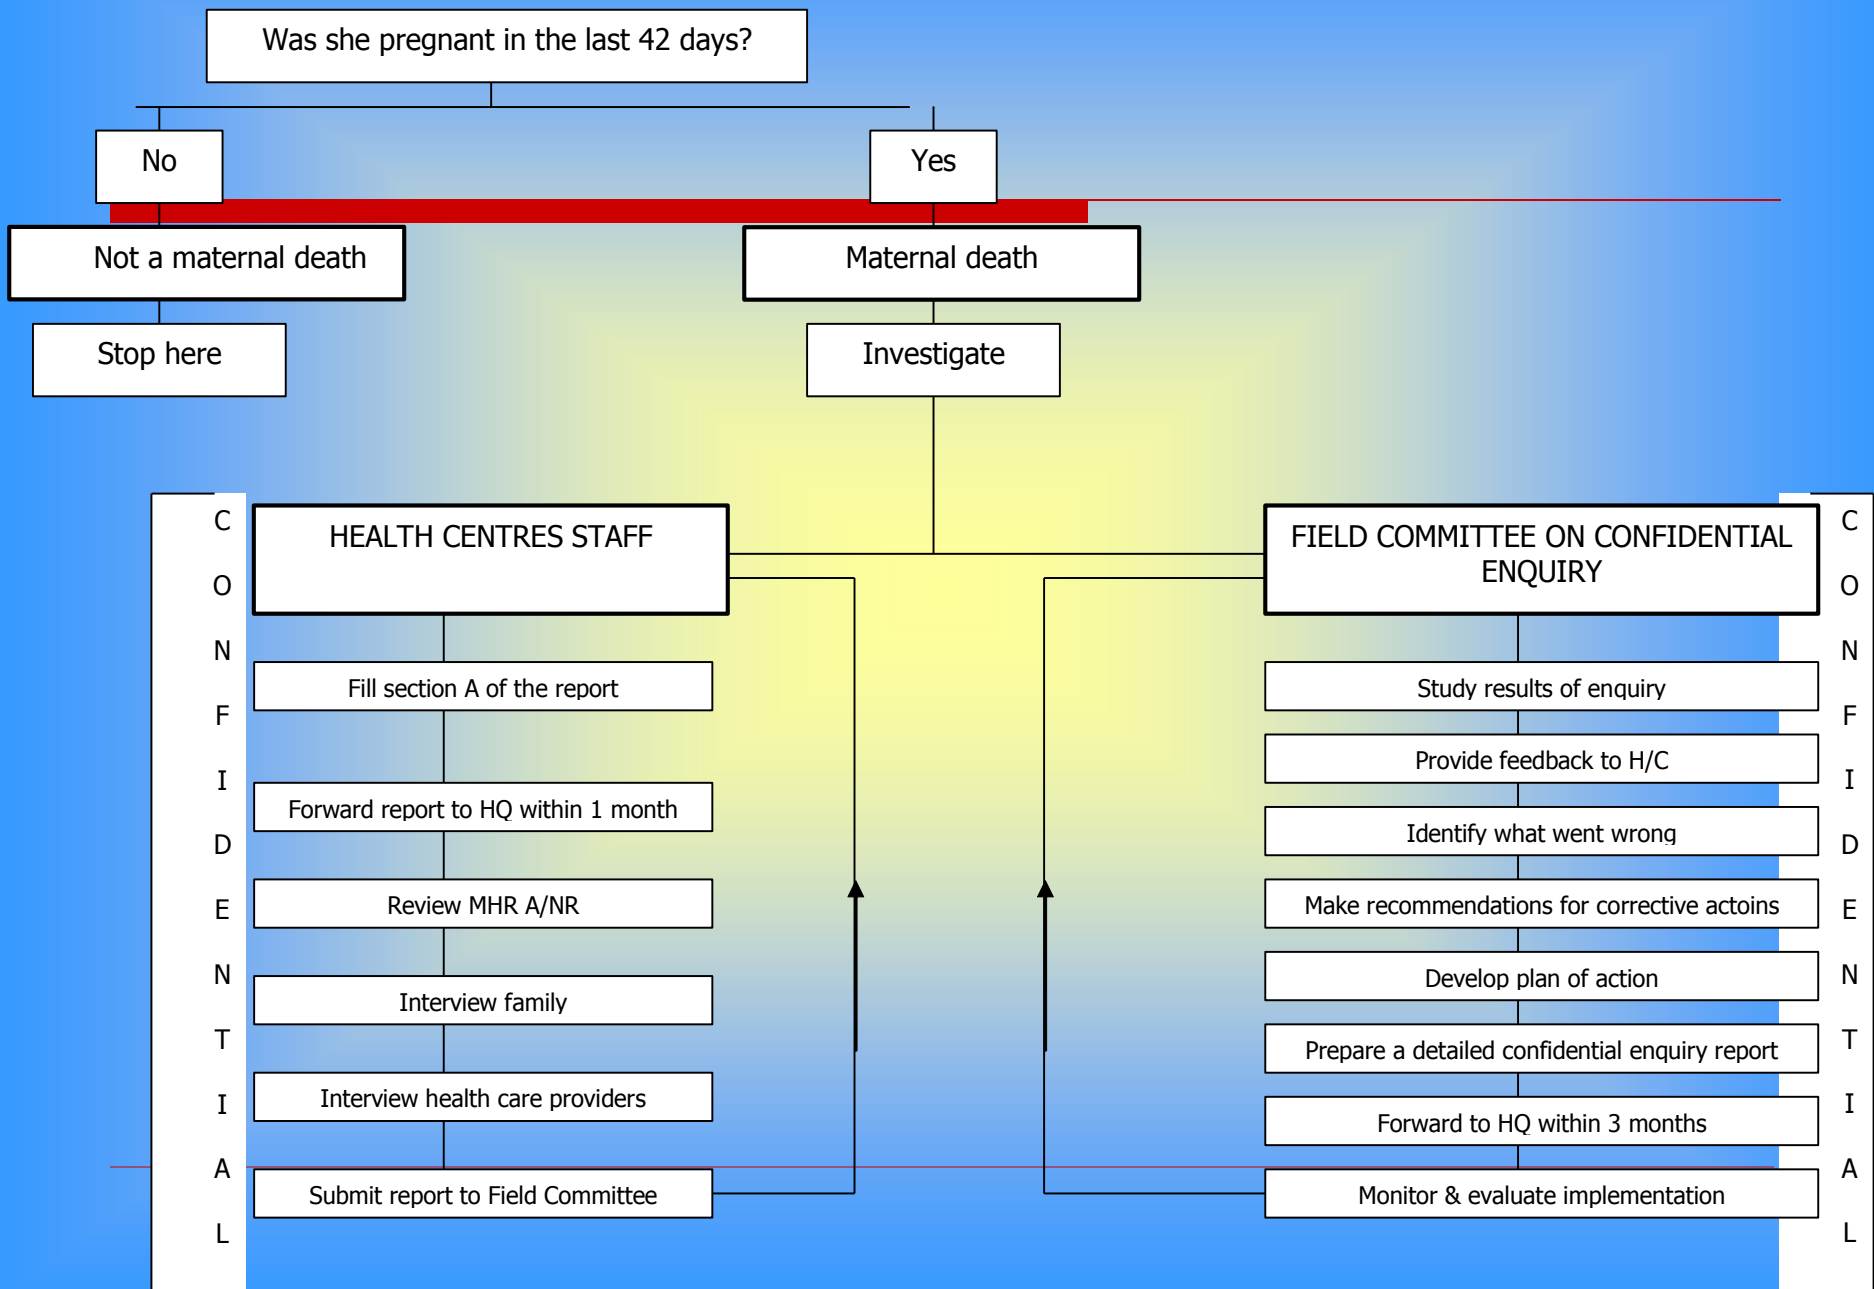 Was she pregnant in the last 42 days?
No
Yes
Not a maternal death
Maternal death
Stop here
Investigate
C
O
N
F
I
D
E
N
T
I
A
L
HEALTH CENTRES STAFF
Fill section A of the report
Forward report to HQ within 1 month
Review MHR A/NR
Interview family
Interview health care providers
Submit report to Field Committee
FIELD COMMITTEE ON CONFIDENTIAL
ENQUIRY
Study results of enquiry
Provide feedback to H/C
Identify what went wrong
Make recommendations for corrective actoins
Develop plan of action
Prepare a detailed confidential enquiry report
Forward to HQ within 3 months
Monitor & evaluate implementation
C
O
N
F
I
D
E
N
T
I
A
L